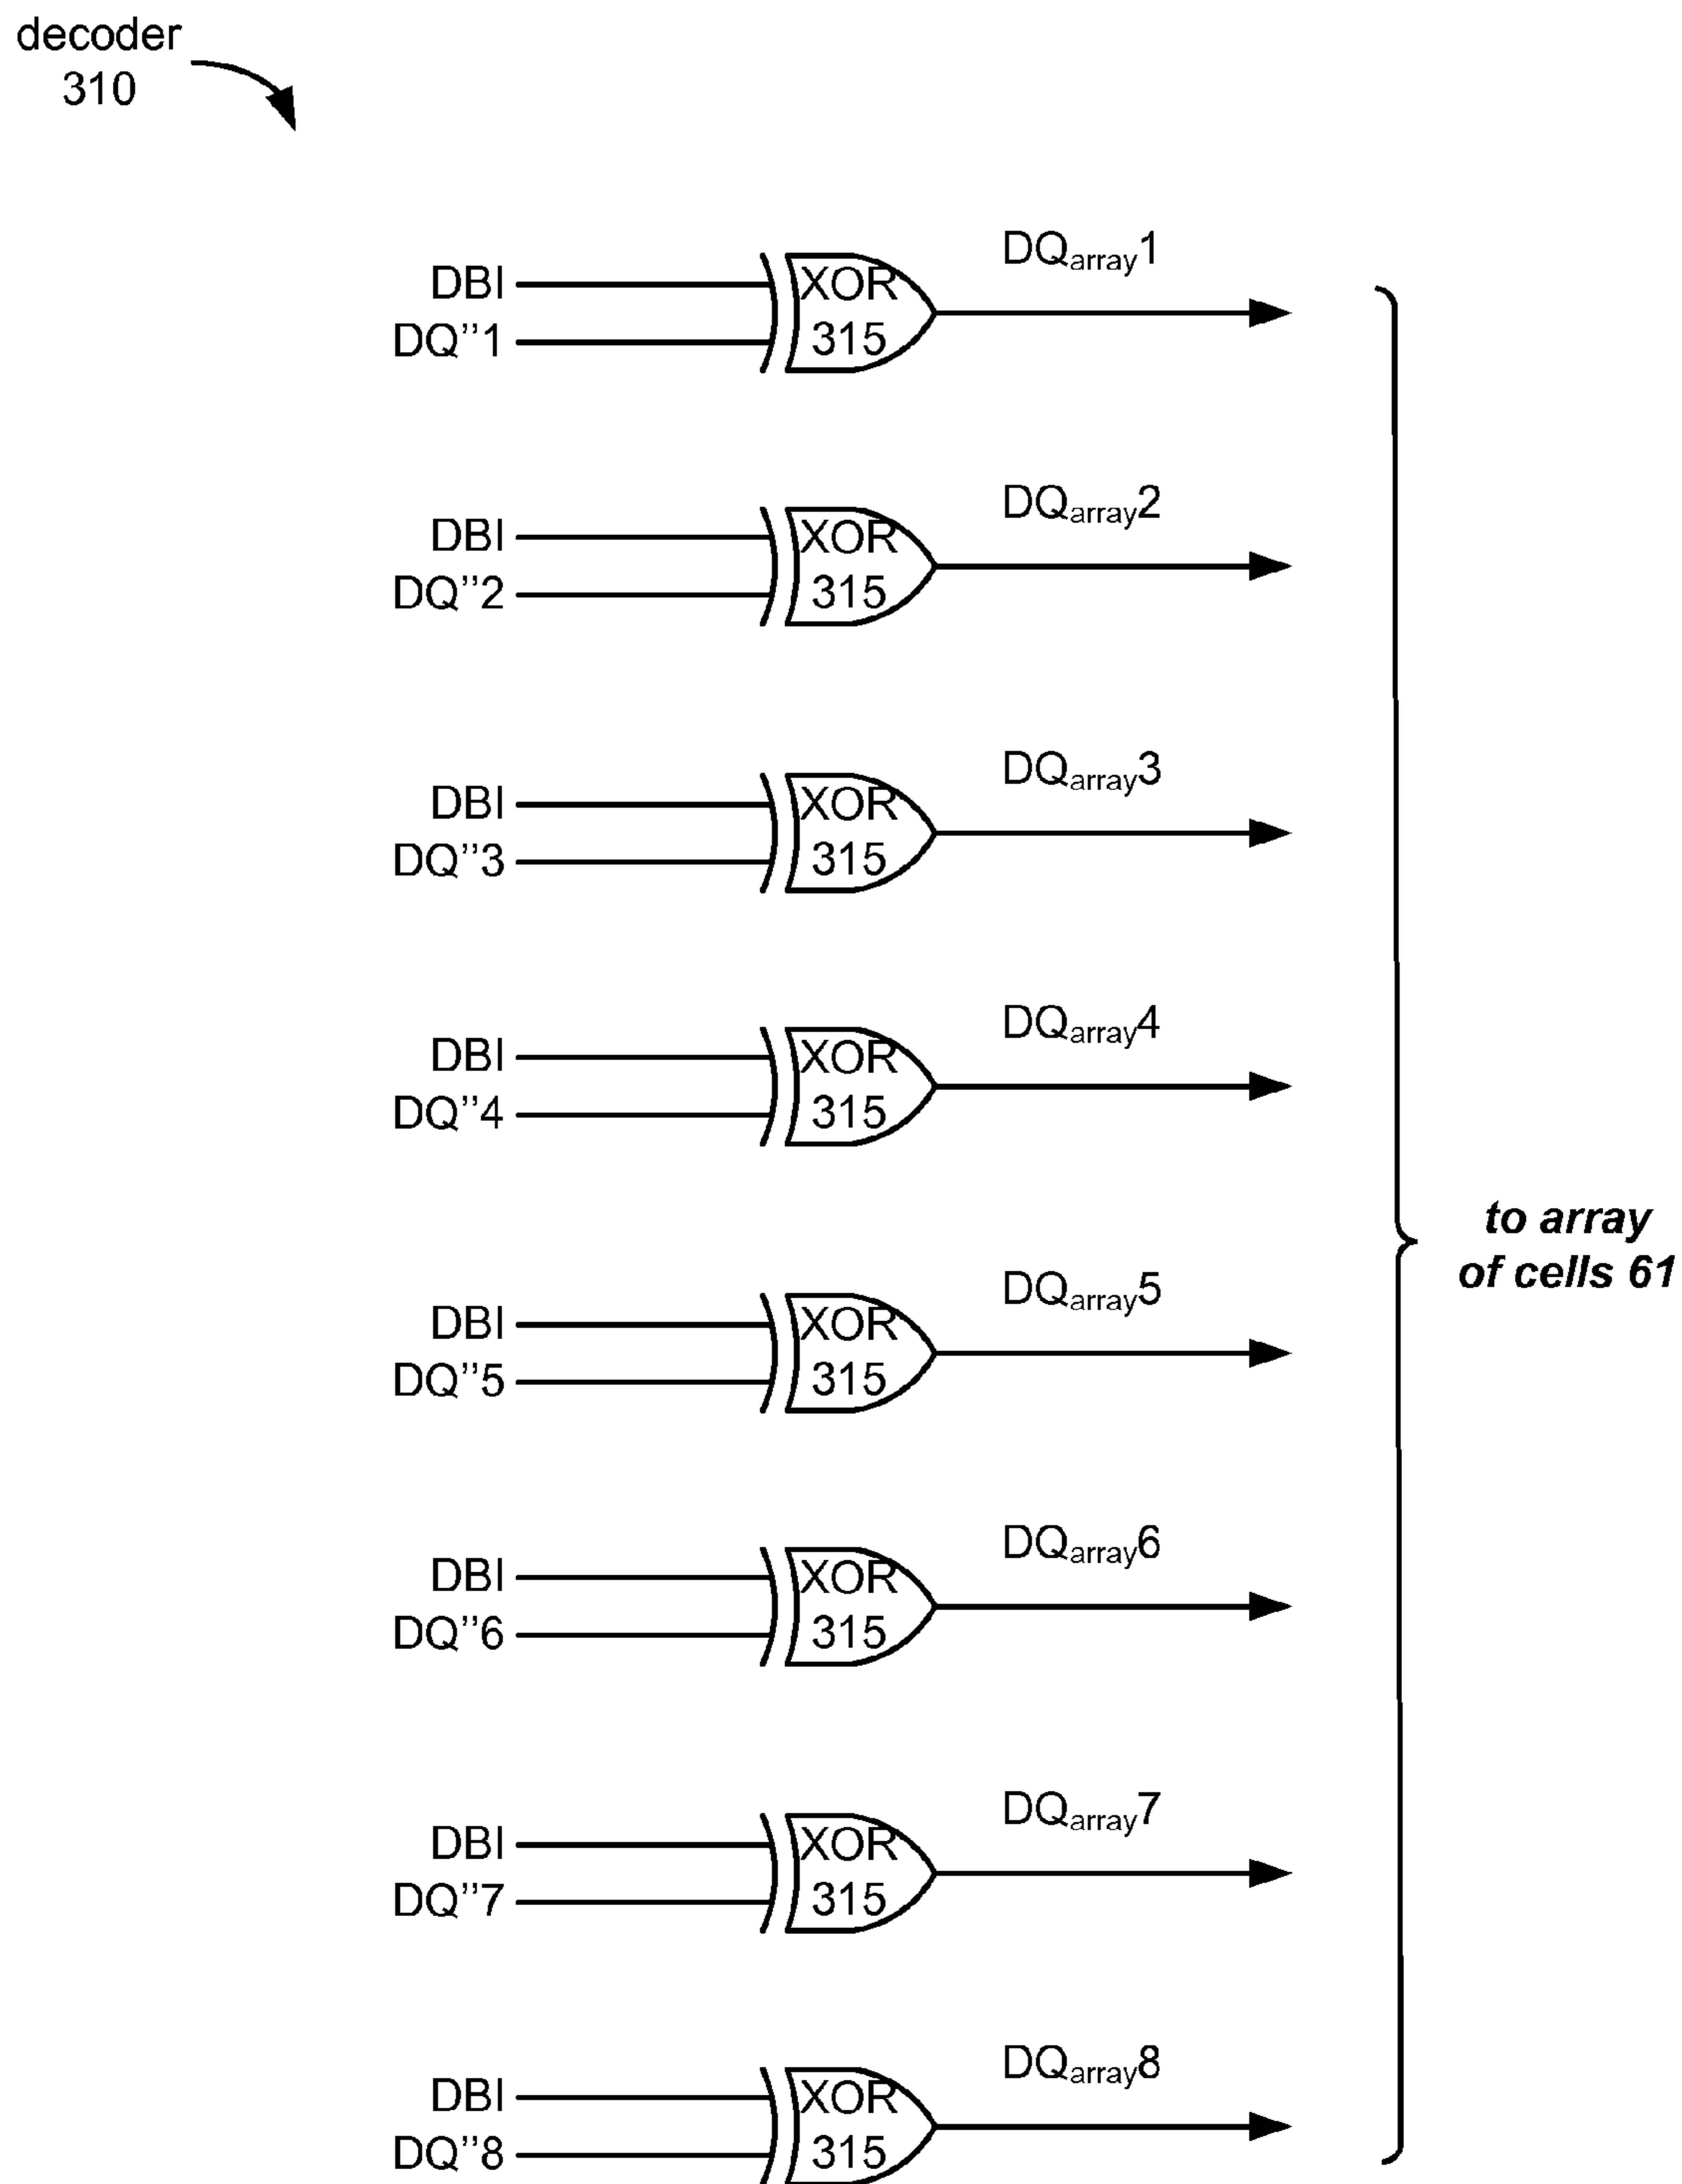 decoder
310
DQarray1
DBI
XOR
DQ”1
315
DQarray2
DBI
XOR
DQ”2
315
DQarray3
DBI
XOR
DQ”3
315
DQarray4
DBI
XOR
DQ”4
315
to array
of cells 61
DQarray5
DBI
XOR
DQ”5
315
DQarray6
DBI
XOR
DQ”6
315
DQarray7
DBI
XOR
DQ”7
315
DQarray8
DBI
XOR
DQ”8
315